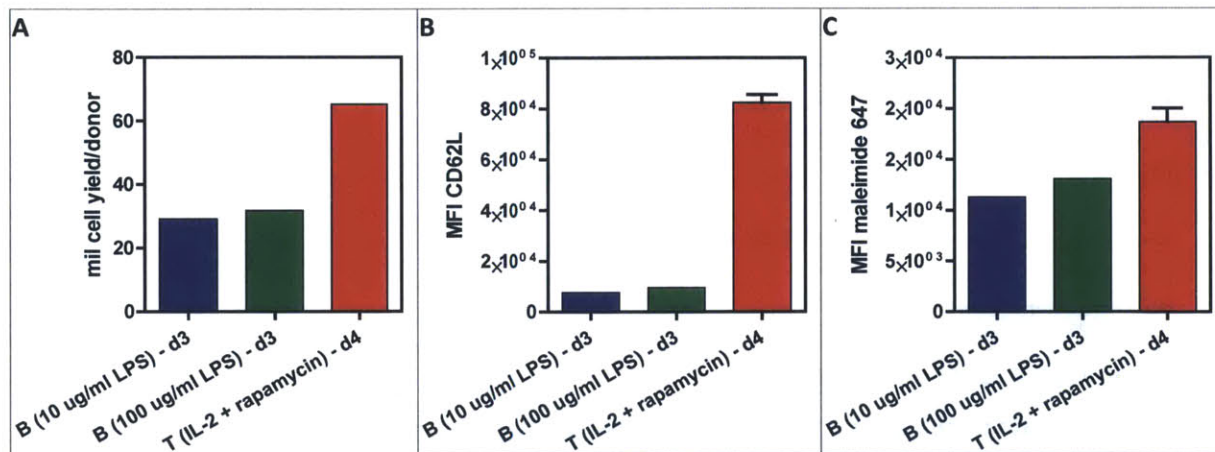 A
mil cell yield/donor
80
60
40
20
0
B (10 ug/ml LPS) - d3
B (100 ug/ml LPS) - d3
T (IL-2 + rapamycin) - d4
B
MFI CD62L
1×10⁰⁵
8×10⁰⁴
6×10⁰⁴
4×10⁰⁴
2×10⁰⁴
0
B (10 ug/ml LPS) - d3
B (100 ug/ml LPS) - d3
T (IL-2 + rapamycin) - d4
C
MFI maleimide 647
3×10⁰⁴
2×10⁰⁴
2×10⁰⁴
1×10⁰⁴
5×10⁰³
0
B (10 ug/ml LPS) - d3
B (100 ug/ml LPS) - d3
T (IL-2 + rapamycin) - d4